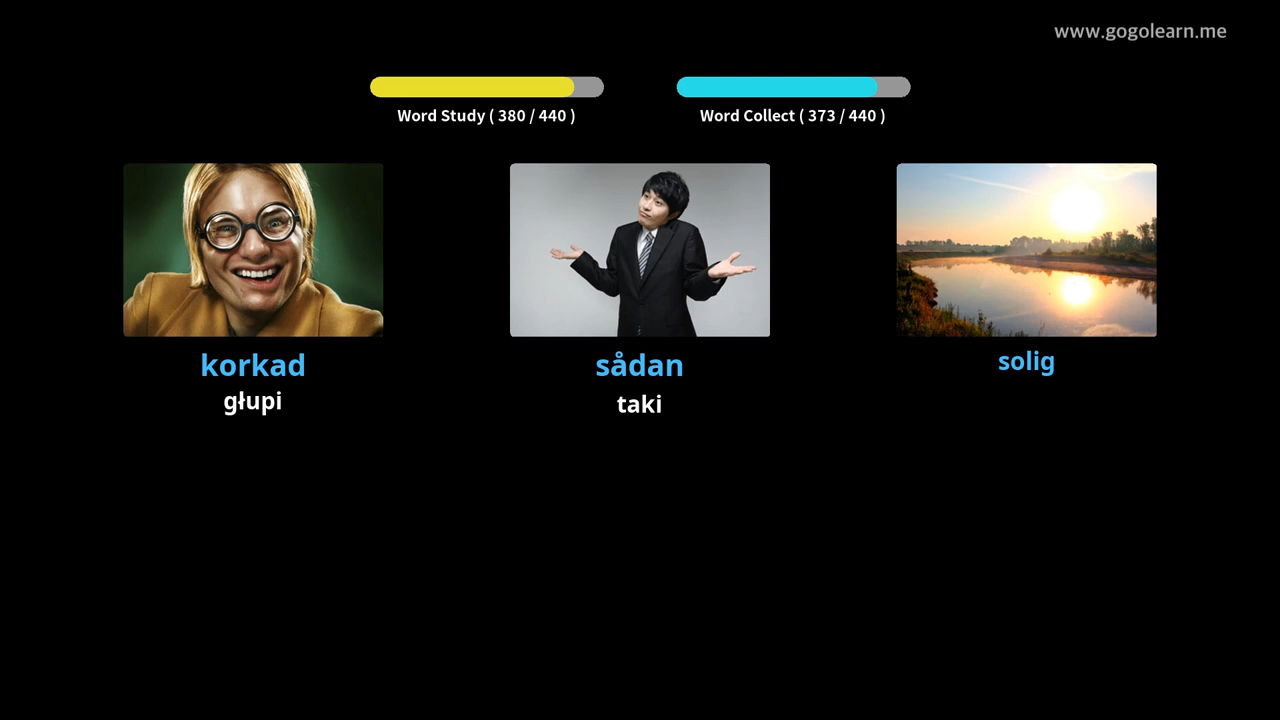 www.gogolearn.me
Word Study ( 380 / 440 )
Word Collect ( 373 / 440 )
korkad
głupi
sådan
taki
solig